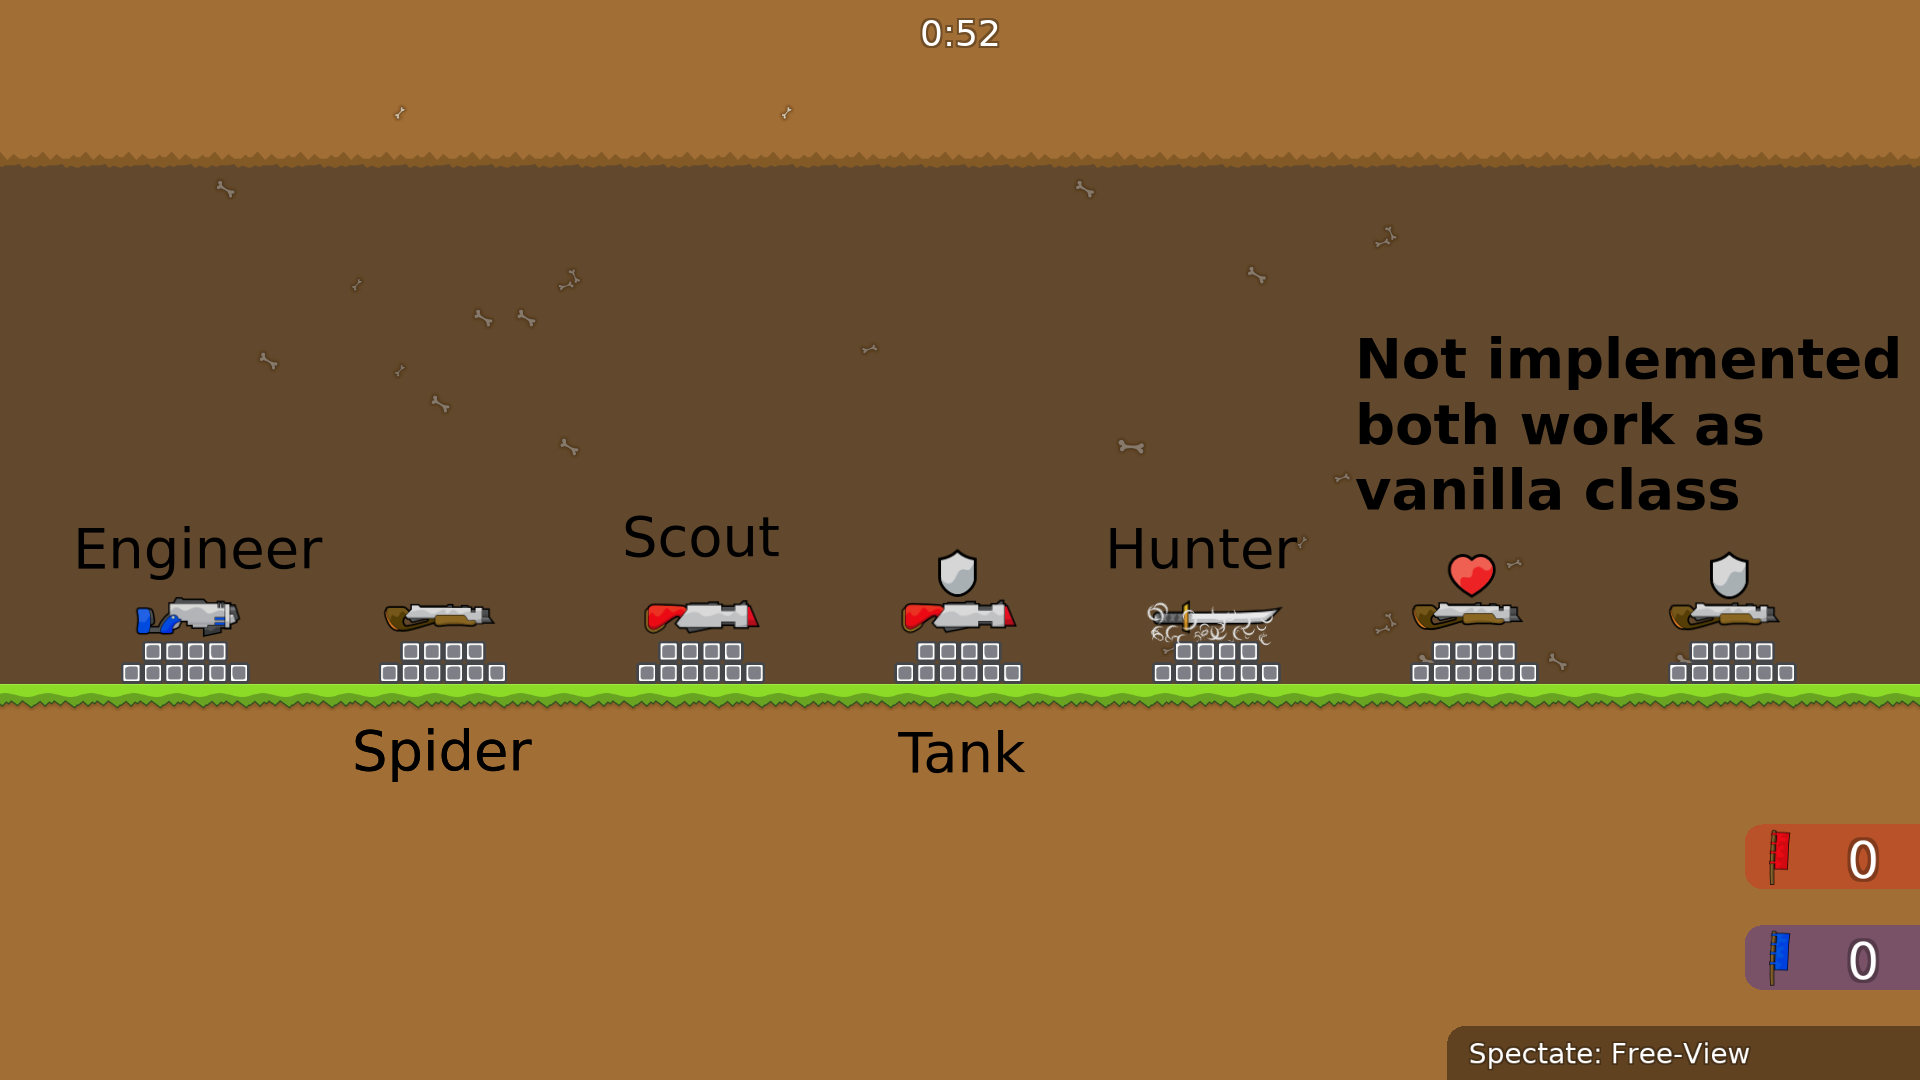 0:52
Not implemented
both work as
vanilla class
Engineer
Scout
Hunter
Spider
Tank
0
0
Spectate: Free-View